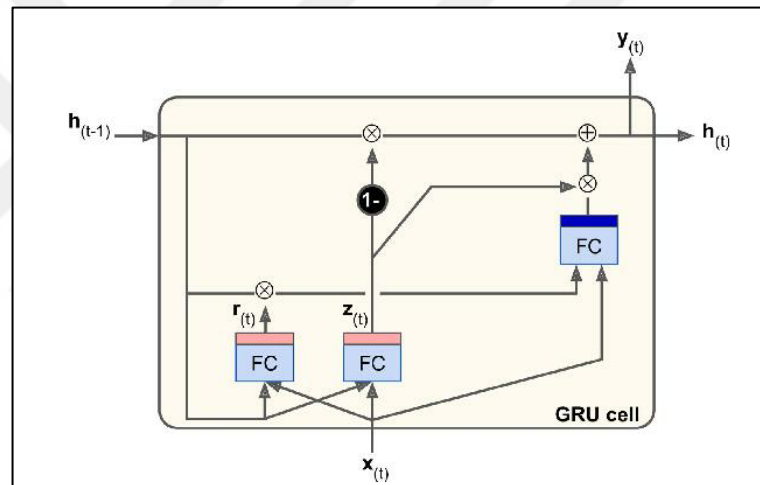 y(t)
h(t-1)
h(t)
1-
FC
r(t)
z(t)
FC
FC
GRU cell
x(t)